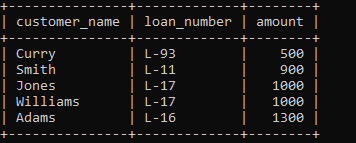 +---------------+-------------+--------+
| customer_name | loan_number | amount |
+---------------+-------------+--------+
| Curry         | L-93        |    500 |
| Smith         | L-11        |    900 |
| Jones         | L-17        |   1000 |
| Williams      | L-17        |   1000 |
| Adams         | L-16        |   1300 |
+---------------+-------------+--------+